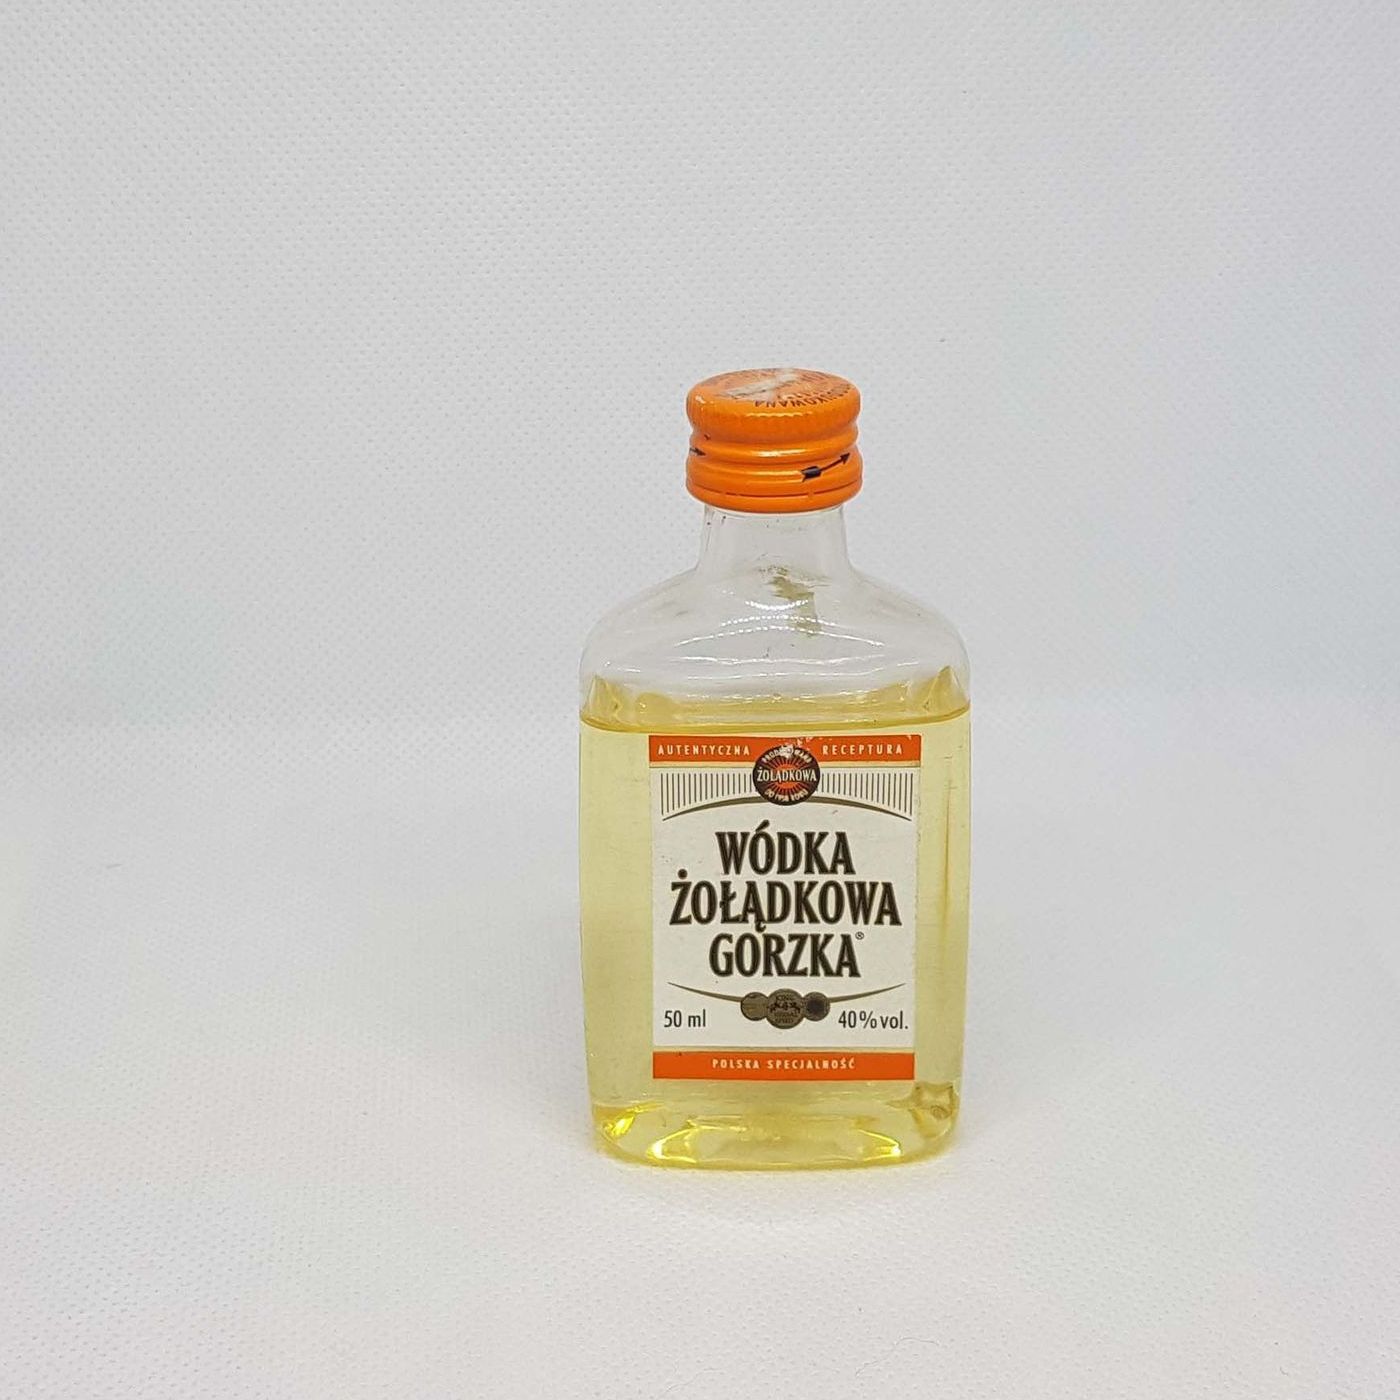 AUTENTYCZNA RECEPTURA
ŻOŁĄDKOWA
WÓDKA
ŻOŁĄDKOWA
GORZKA®
50 ml 40% vol.
POLSKA SPECJALNOŚĆ